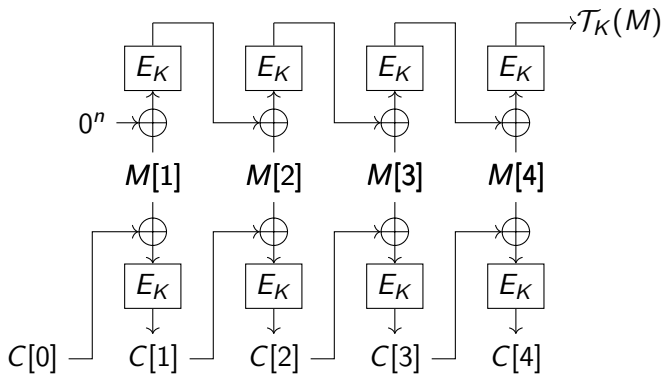 𝒯_K(M)
E_K E_K E_K E_K
0^n
M[1] M[2] M[3] M[4]
E_K E_K E_K E_K
C[0] C[1] C[2] C[3] C[4]